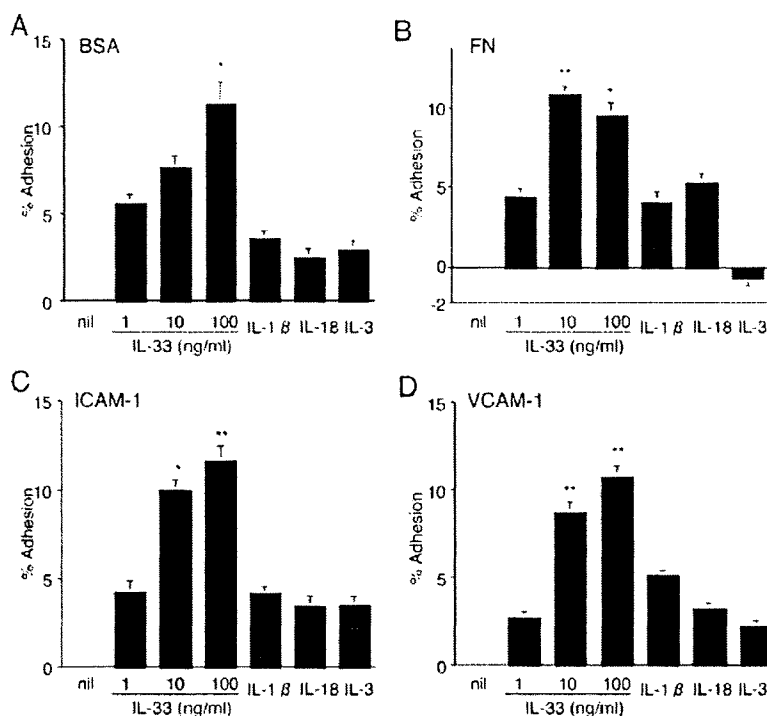 A BSA
15
10
5
0
% Adhesion
*
nil 1 10 100 IL-1 β IL-18 IL-3
IL-33 (ng/ml)
B FN
10
5
0
-2
% Adhesion
** *
nil 1 10 100 IL-1 β IL-18 IL-3
IL-33 (ng/ml)
C ICAM-1
15
10
5
0
% Adhesion
* **
nil 1 10 100 IL-1 β IL-18 IL-3
IL-33 (ng/ml)
D VCAM-1
15
10
5
0
% Adhesion
** **
nil 1 10 100 IL-1 β IL-18 IL-3
IL-33 (ng/ml)